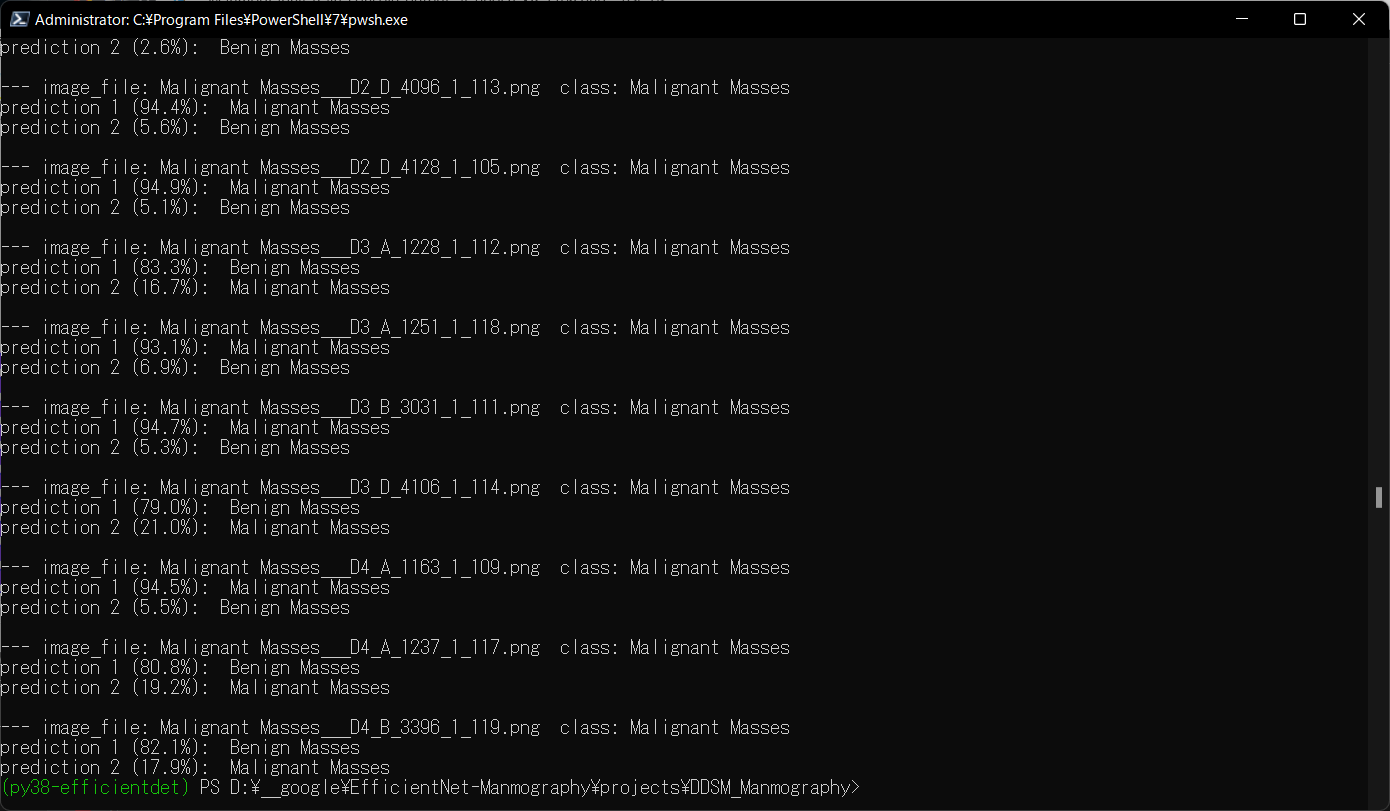 Administrator: C:¥Program Files¥PowerShell¥7¥pwsh.exe
prediction 2 (2.6%):  Benign Masses
--- image_file: Malignant Masses___D2_D_4096_1_113.png  class: Malignant Masses
prediction 1 (94.4%):  Malignant Masses
prediction 2 (5.6%):  Benign Masses
--- image_file: Malignant Masses___D2_D_4128_1_105.png  class: Malignant Masses
prediction 1 (94.9%):  Malignant Masses
prediction 2 (5.1%):  Benign Masses
--- image_file: Malignant Masses___D3_A_1228_1_112.png  class: Malignant Masses
prediction 1 (83.3%):  Benign Masses
prediction 2 (16.7%):  Malignant Masses
--- image_file: Malignant Masses___D3_A_1251_1_118.png  class: Malignant Masses
prediction 1 (93.1%):  Malignant Masses
prediction 2 (6.9%):  Benign Masses
--- image_file: Malignant Masses___D3_B_3031_1_111.png  class: Malignant Masses
prediction 1 (94.7%):  Malignant Masses
prediction 2 (5.3%):  Benign Masses
--- image_file: Malignant Masses___D3_D_4106_1_114.png  class: Malignant Masses
prediction 1 (79.0%):  Benign Masses
prediction 2 (21.0%):  Malignant Masses
--- image_file: Malignant Masses___D4_A_1163_1_109.png  class: Malignant Masses
prediction 1 (94.5%):  Malignant Masses
prediction 2 (5.5%):  Benign Masses
--- image_file: Malignant Masses___D4_A_1237_1_117.png  class: Malignant Masses
prediction 1 (80.8%):  Benign Masses
prediction 2 (19.2%):  Malignant Masses
--- image_file: Malignant Masses___D4_B_3396_1_119.png  class: Malignant Masses
prediction 1 (82.1%):  Benign Masses
prediction 2 (17.9%):  Malignant Masses
(py38-efficientdet) PS D:¥__google¥EfficientNet-Manmography¥projects¥DDSM_Manmography>